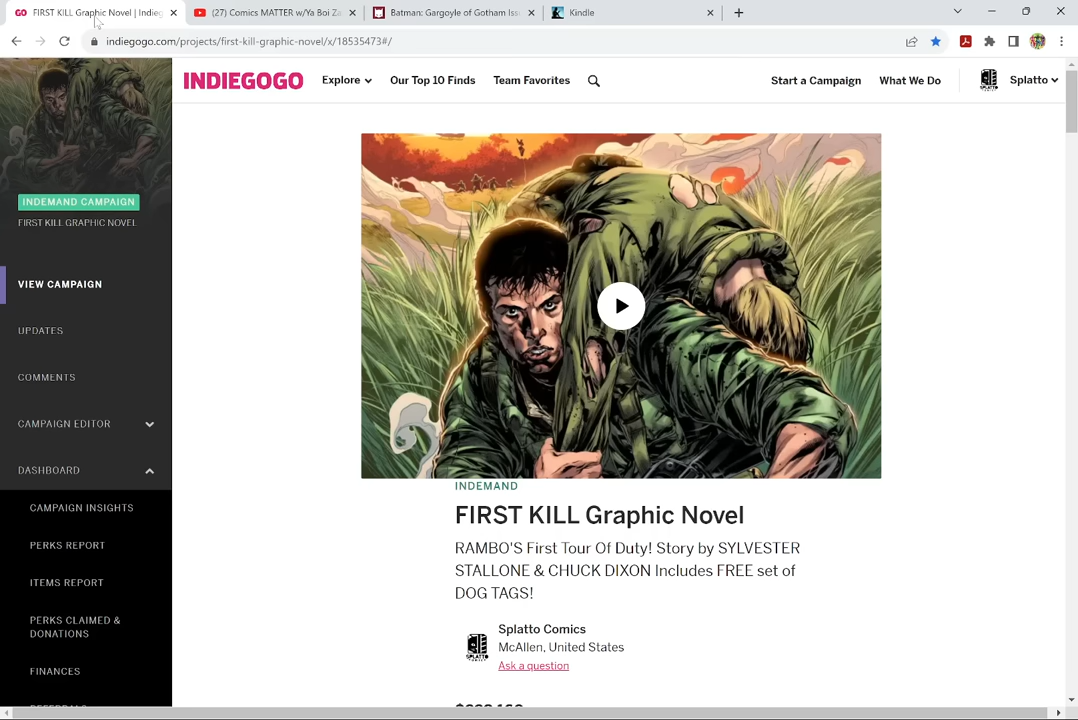 FIRST KILL Graphic Novel | Indieg
(27) Comics MATTER w/Ya Boi Za
Batman: Gargoyle of Gotham Iss
Kindle
indiegogo.com/projects/first-kill-graphic-novel/x/18535473#/
INDIEGOGO
Explore
Our Top 10 Finds
Team Favorites
Start a Campaign
What We Do
Splatto
INDEMAND CAMPAIGN
FIRST KILL GRAPHIC NOVEL
VIEW CAMPAIGN
UPDATES
COMMENTS
CAMPAIGN EDITOR
DASHBOARD
CAMPAIGN INSIGHTS
PERKS REPORT
ITEMS REPORT
PERKS CLAIMED &
DONATIONS
FINANCES
INDEMAND
FIRST KILL Graphic Novel
RAMBO'S First Tour Of Duty! Story by SYLVESTER
STALLONE & CHUCK DIXON Includes FREE set of
DOG TAGS!
Splatto Comics
McAllen, United States
Ask a question